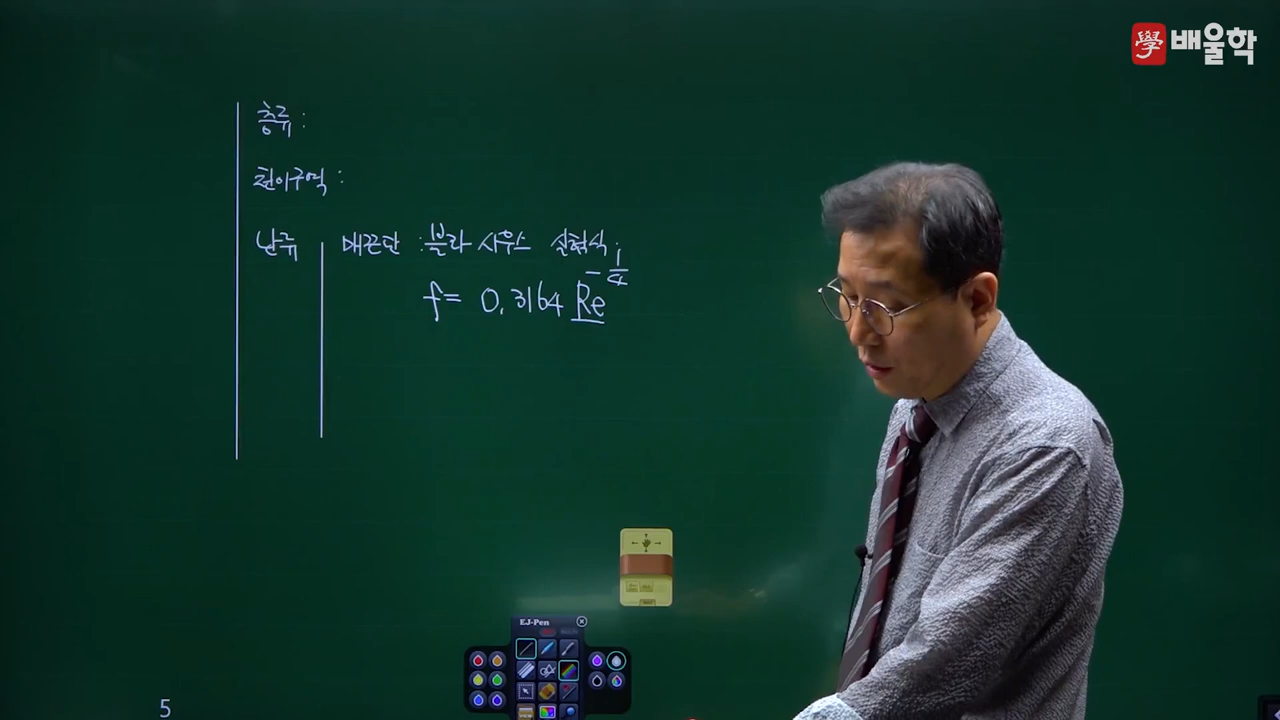 學 배울학
층류 :
천이구역 :
난류
매끈한 : 블라시우스 실험식 :
f = 0.3164 Re^-1/4
EJ-Pen
5